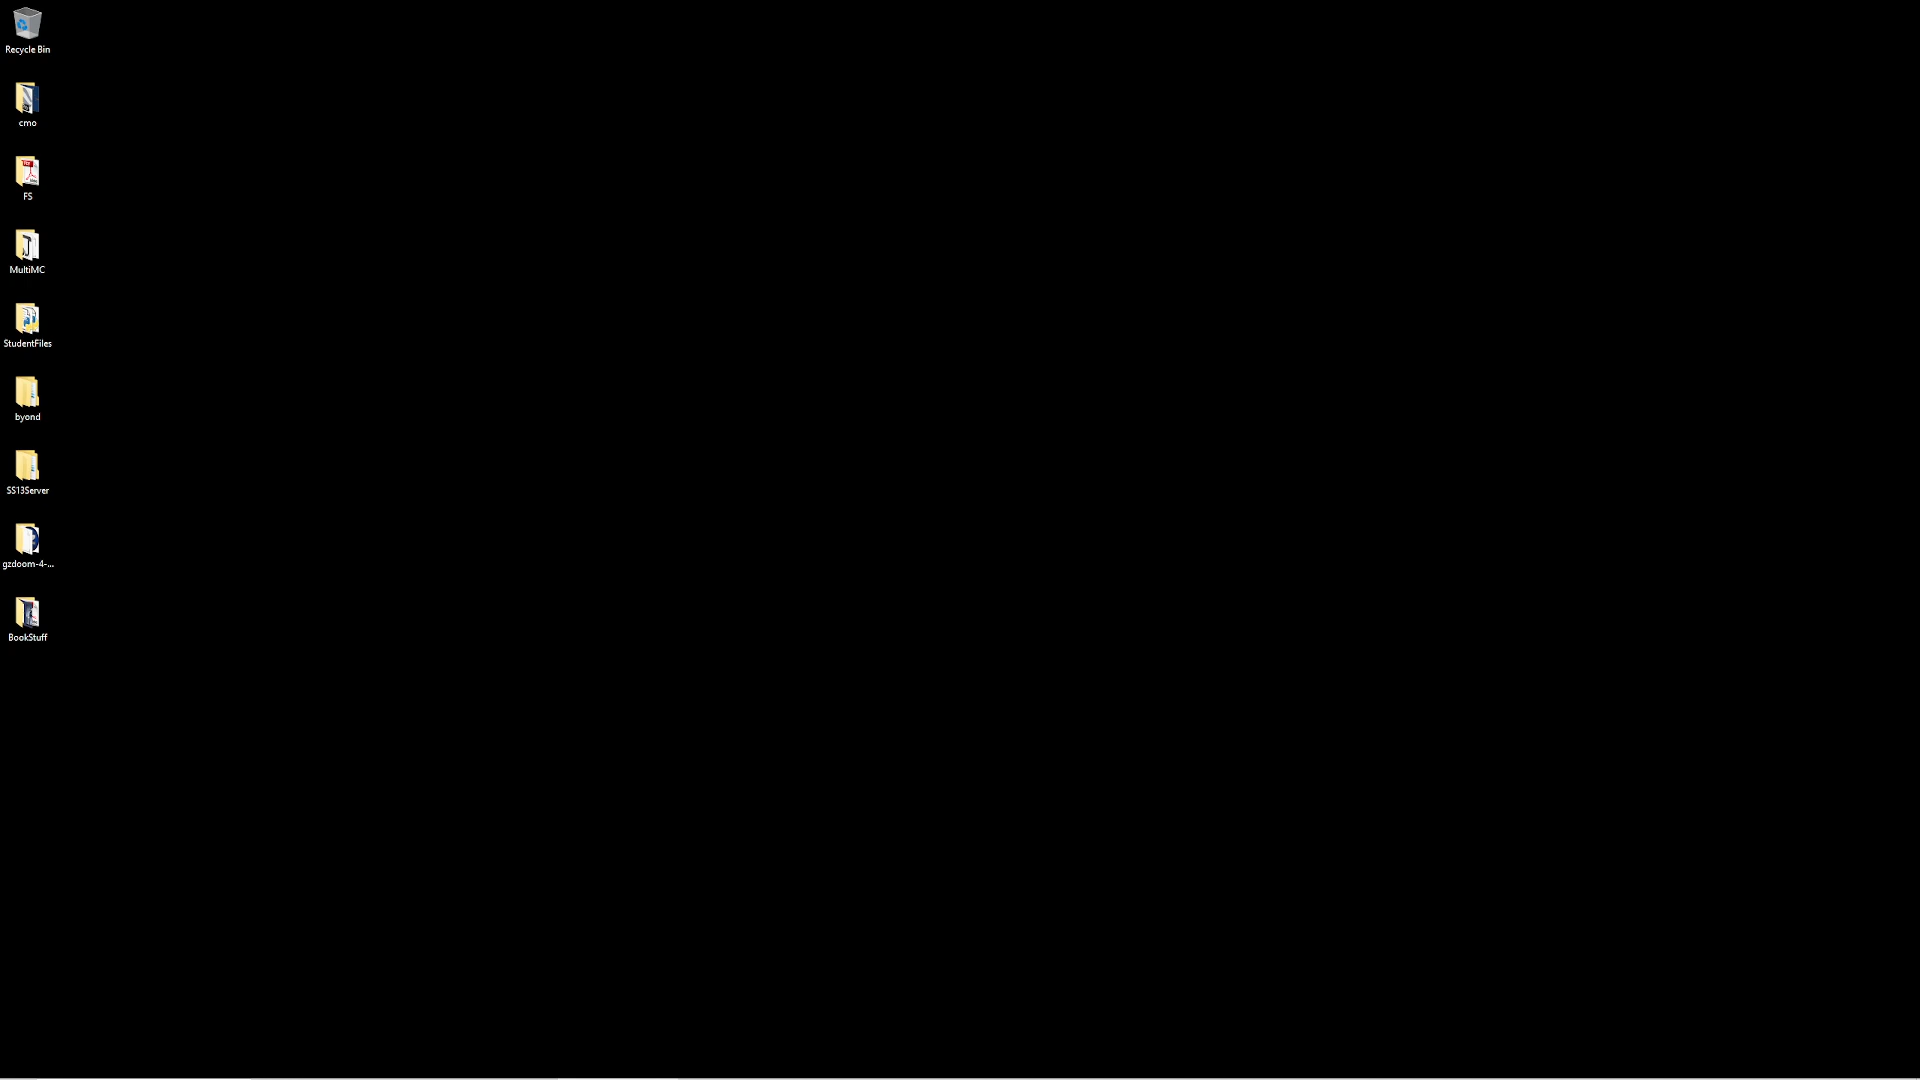 Recycle Bin
cmo
FS
MultiMC
StudentFiles
byond
SS13Server
gzdoom-4-...
BookStuff